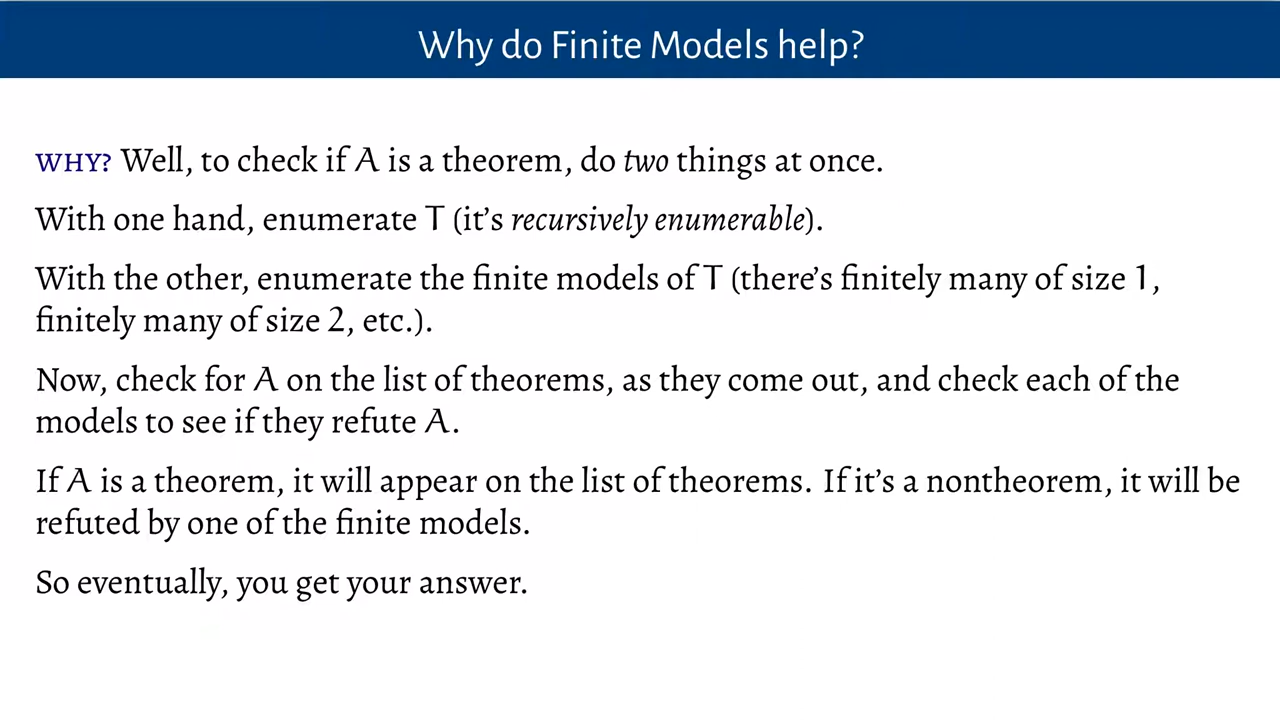 Why do Finite Models help?
WHY? Well, to check if A is a theorem, do two things at once.
With one hand, enumerate T (it’s recursively enumerable).
With the other, enumerate the finite models of T (there’s finitely many of size 1,
finitely many of size 2, etc.).
Now, check for A on the list of theorems, as they come out, and check each of the
models to see if they refute A.
If A is a theorem, it will appear on the list of theorems. If it’s a nontheorem, it will be
refuted by one of the finite models.
So eventually, you get your answer.